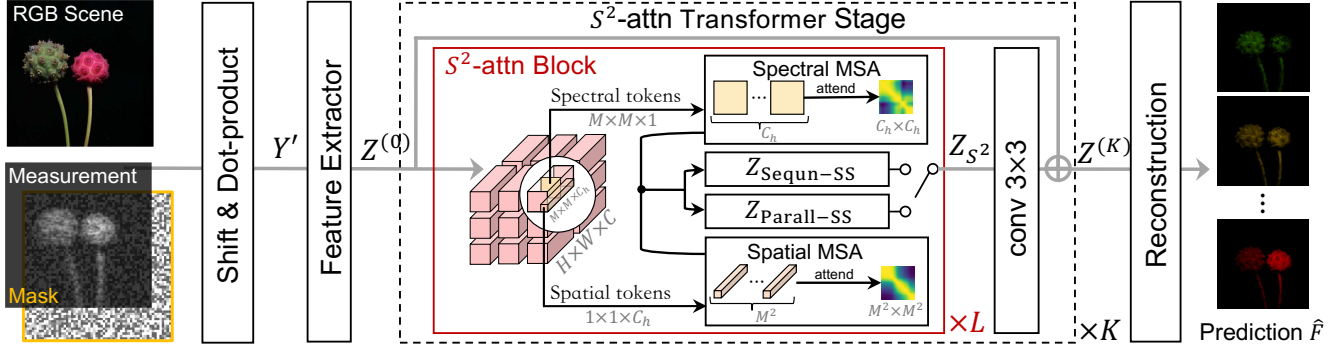 RGB Scene
Measurement
Mask
Shift & Dot-product
Y′
Feature Extractor
Z^(0)
S²-attn Transformer Stage
S²-attn Block
Spectral tokens
M×M×1
M×M×C_h
H×W×C
Spatial tokens
1×1×C_h
Spectral MSA
...
attend
C_h
C_h×C_h
Z_Sequn−SS
Z_Parall−SS
Spatial MSA
...
attend
M²
M²×M²
×L
Z_S²
conv 3×3
×K
Z^(K)
Reconstruction
...
Prediction F̂